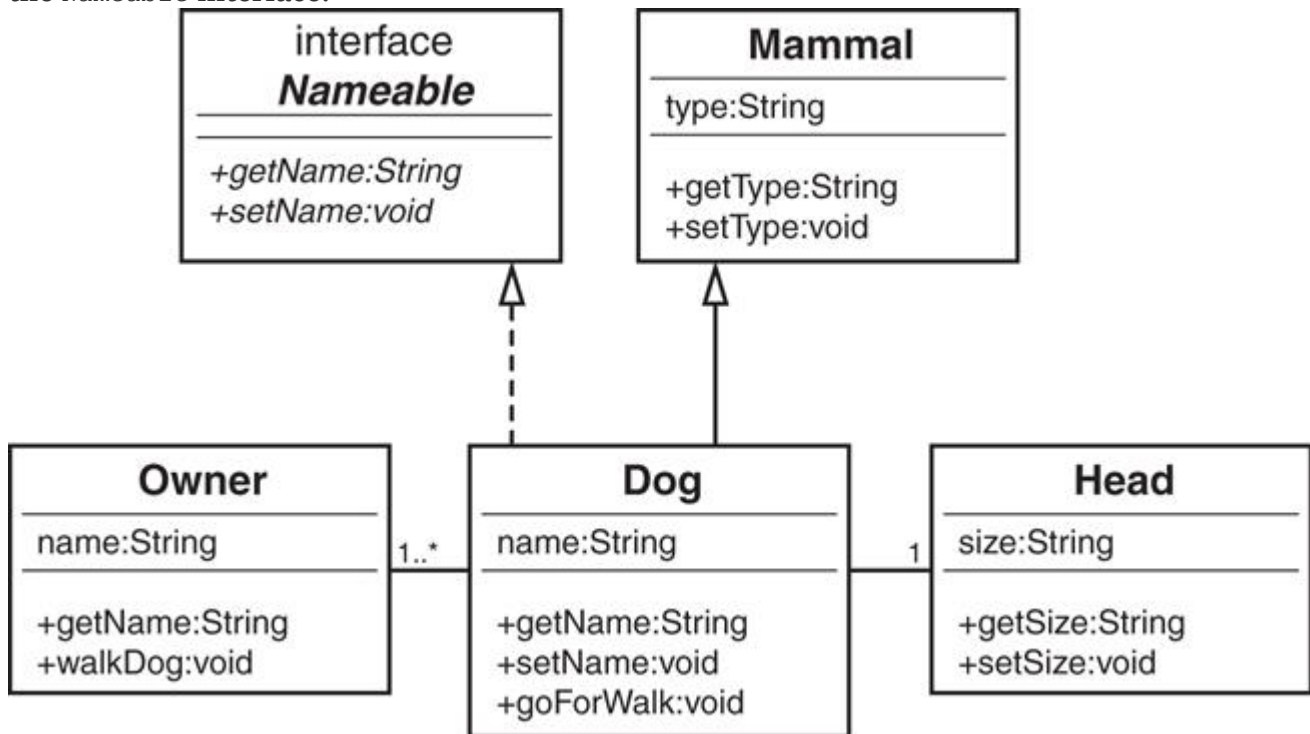 interface
Nameable
+getName:String
+setName:void
Mammal
type:String
+getType:String
+setType:void
Owner
name:String
+getName:String
+walkDog:void
1..*
Dog
name:String
+getName:String
+setName:void
+goForWalk:void
1
Head
size:String
+getSize:String
+setSize:void